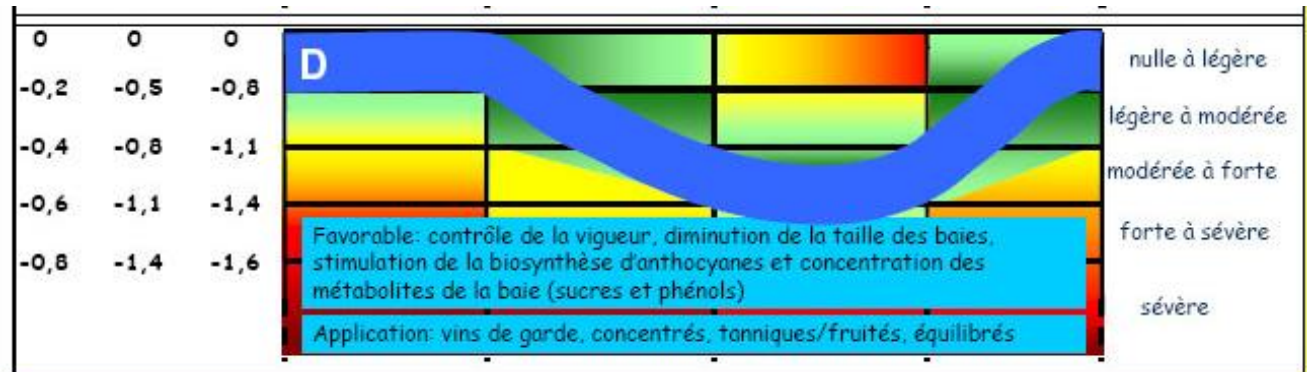 0 0 0
D
nulle à légère
-0,2 -0,5 -0,8
légère à modérée
-0,4 -0,8 -1,1
modérée à forte
-0,6 -1,1 -1,4
forte à sévère
Favorable: contrôle de la vigueur, diminution de la taille des baies,
stimulation de la biosynthèse d'anthocyanes et concentration des
métabolites de la baie (sucres et phénols)
-0,8 -1,4 -1,6
sévère
Application: vins de garde, concentrés, tanniques/fruités, équilibrés